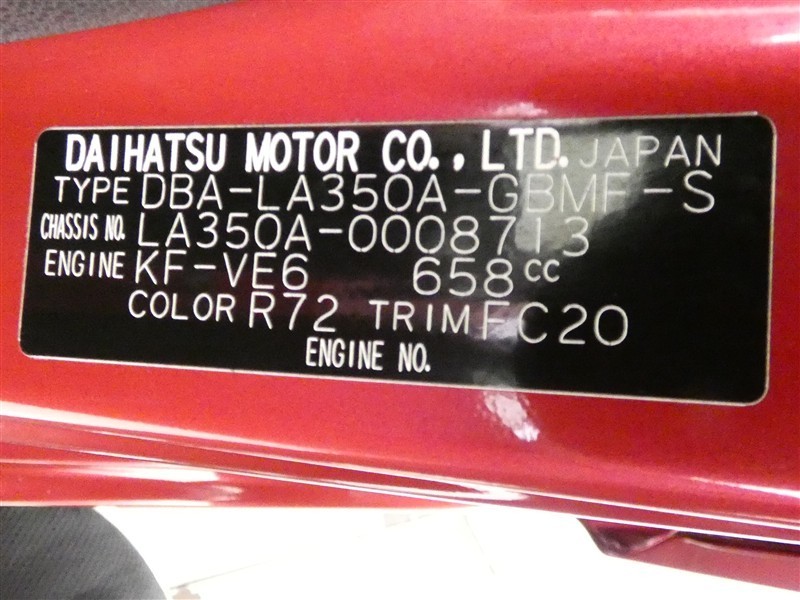 DAIHATSU MOTOR CO., LTD. JAPAN
TYPE DBA-LA350A-GBMF-S
CHASSIS NO. LA350A-0008713
ENGINE KF-VE6 658cc
COLOR R72 TRIM FC20
ENGINE NO.